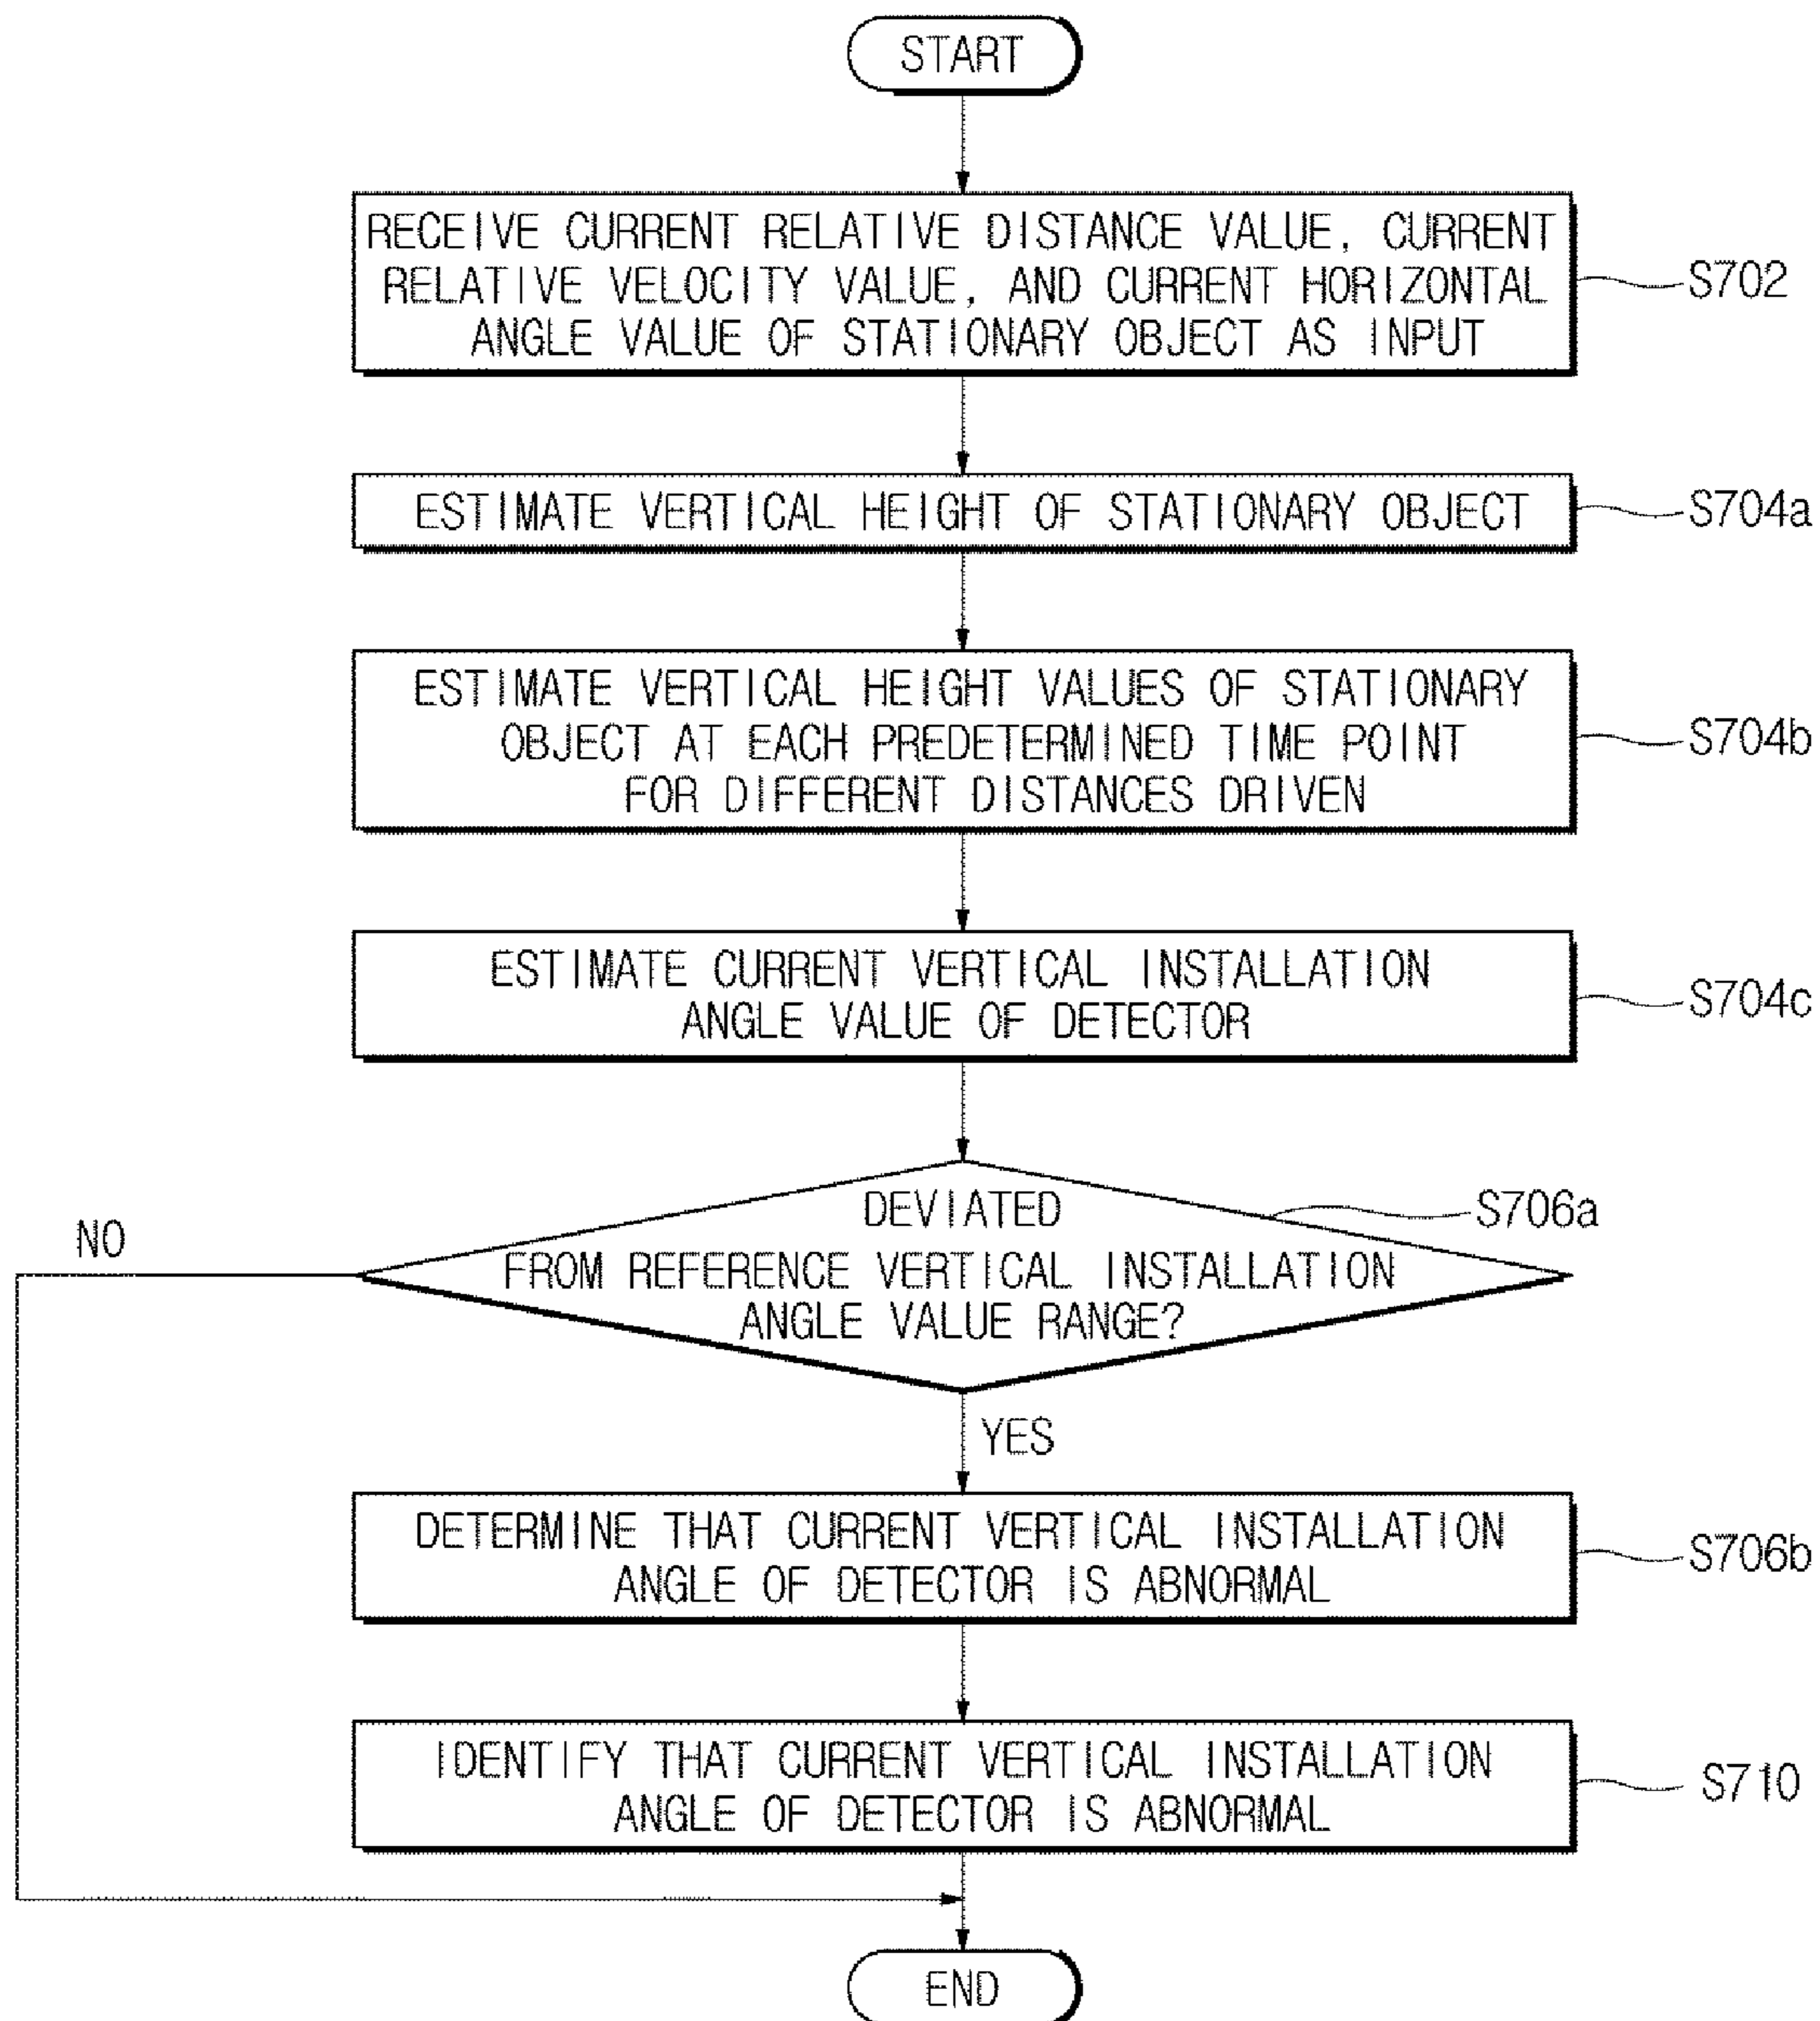 START
RECEIVE CURRENT RELATIVE DISTANCE VALUE, CURRENT
RELATIVE VELOCITY VALUE, AND CURRENT HORIZONTAL
ANGLE VALUE OF STATIONARY OBJECT AS INPUT
S702
ESTIMATE VERTICAL HEIGHT OF STATIONARY OBJECT
S704a
ESTIMATE VERTICAL HEIGHT VALUES OF STATIONARY
OBJECT AT EACH PREDETERMINED TIME POINT
FOR DIFFERENT DISTANCES DRIVEN
S704b
ESTIMATE CURRENT VERTICAL INSTALLATION
ANGLE VALUE OF DETECTOR
S704c
DEVIATED
FROM REFERENCE VERTICAL INSTALLATION
ANGLE VALUE RANGE?
S706a
NO
YES
DETERMINE THAT CURRENT VERTICAL INSTALLATION
ANGLE OF DETECTOR IS ABNORMAL
S706b
IDENTIFY THAT CURRENT VERTICAL INSTALLATION
ANGLE OF DETECTOR IS ABNORMAL
S710
END